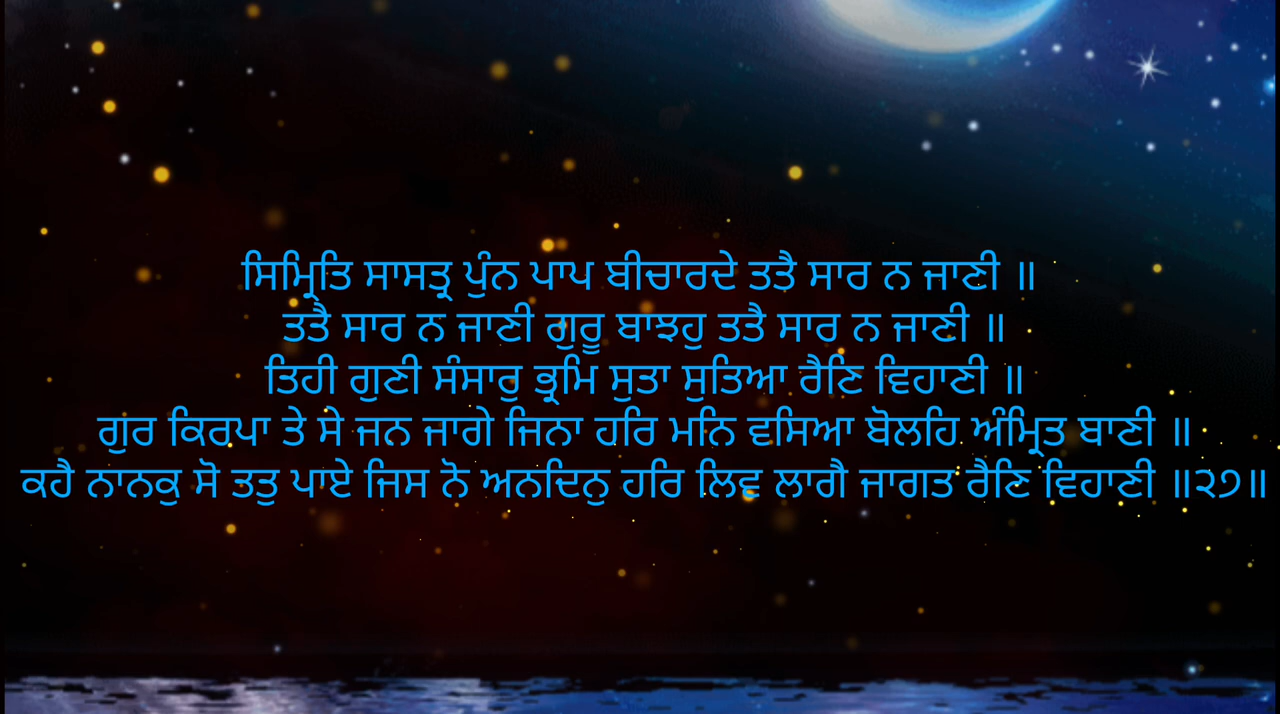 ਸਿਮ੍ਰਿਤਿ ਸਾਸਤ੍ਰ ਪੁੰਨ ਪਾਪ ਬੀਚਾਰਦੇ ਤਤੈ ਸਾਰ ਨ ਜਾਣੀ ॥
ਤਤੈ ਸਾਰ ਨ ਜਾਣੀ ਗੁਰੂ ਬਾਝਹੁ ਤਤੈ ਸਾਰ ਨ ਜਾਣੀ ॥
ਤਿਹੀ ਗੁਣੀ ਸੰਸਾਰੁ ਭ੍ਰਮਿ ਸੁਤਾ ਸੁਤਿਆ ਰੈਣਿ ਵਿਹਾਣੀ ॥
ਗੁਰ ਕਿਰਪਾ ਤੇ ਸੇ ਜਨ ਜਾਗੇ ਜਿਨਾ ਹਰਿ ਮਨਿ ਵਸਿਆ ਬੋਲਹਿ ਅੰਮ੍ਰਿਤ ਬਾਣੀ ॥
ਕਹੈ ਨਾਨਕੁ ਸੋ ਤਤੁ ਪਾਏ ਜਿਸ ਨੋ ਅਨਦਿਨੁ ਹਰਿ ਲਿਵ ਲਾਗੈ ਜਾਗਤ ਰੈਣਿ ਵਿਹਾਣੀ ॥੨੭॥